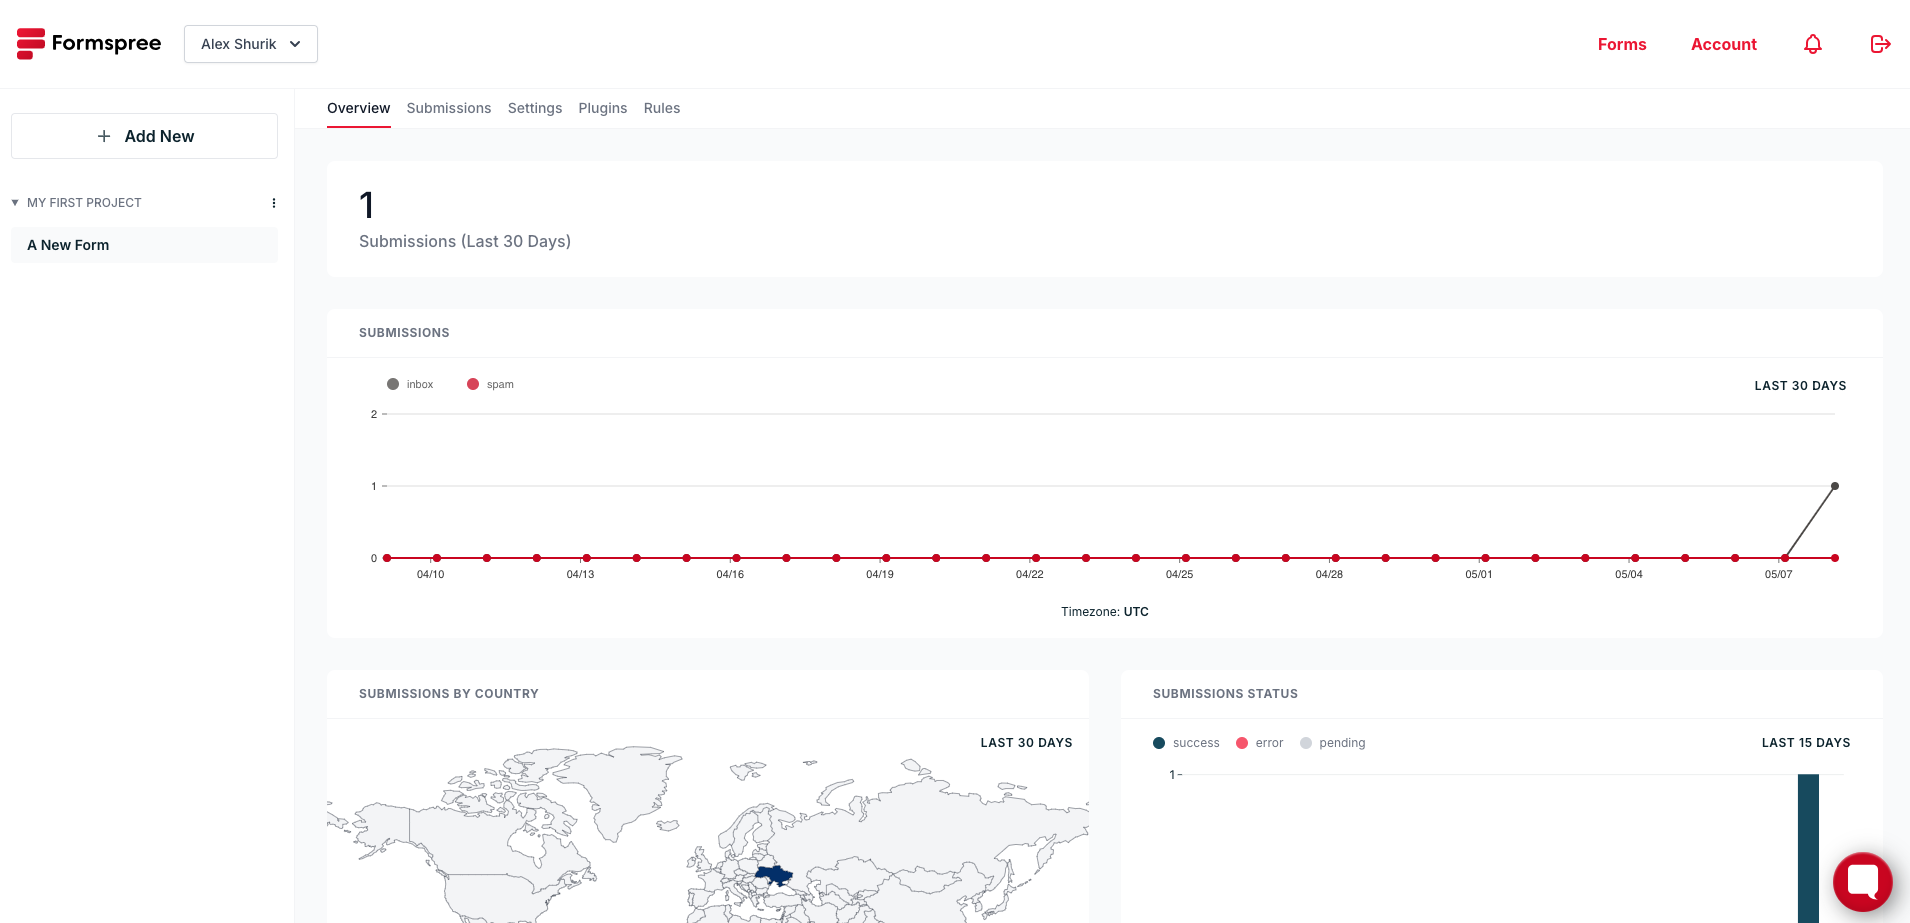 Formspree
Alex Shurik
Forms
Account
Overview
Submissions
Settings
Plugins
Rules
+ Add New
MY FIRST PROJECT
A New Form
1
Submissions (Last 30 Days)
SUBMISSIONS
inbox
spam
LAST 30 DAYS
2
1
0
04/10
04/13
04/16
04/19
04/22
04/25
04/28
05/01
05/04
05/07
Timezone: UTC
SUBMISSIONS BY COUNTRY
LAST 30 DAYS
SUBMISSIONS STATUS
success
error
pending
LAST 15 DAYS
1